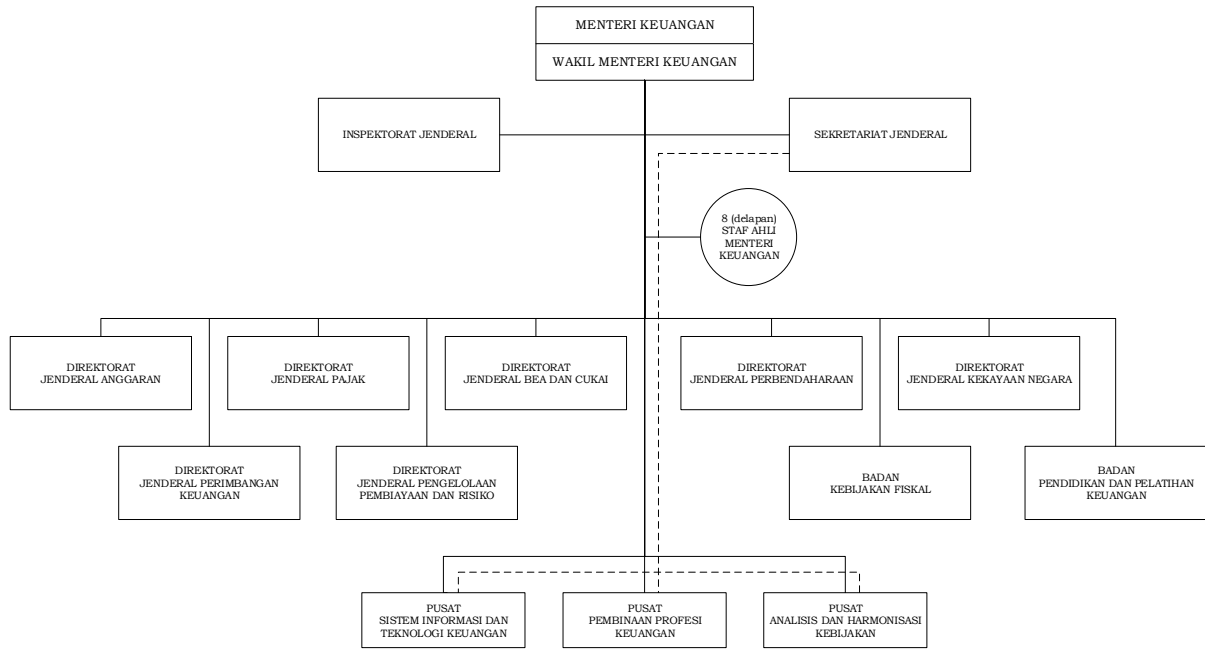 MENTERI KEUANGAN
WAKIL MENTERI KEUANGAN
INSPEKTORAT JENDERAL
SEKRETARIAT JENDERAL
8 (delapan)
STAF AHLI
MENTERI
KEUANGAN
DIREKTORAT
JENDERAL ANGGARAN
DIREKTORAT
JENDERAL PAJAK
DIREKTORAT
JENDERAL BEA DAN CUKAI
DIREKTORAT
JENDERAL PERBENDAHARAAN
DIREKTORAT
JENDERAL KEKAYAAN NEGARA
DIREKTORAT
JENDERAL PERIMBANGAN
KEUANGAN
DIREKTORAT
JENDERAL PENGELOLAAN
PEMBIAYAAN DAN RISIKO
BADAN
KEBIJAKAN FISKAL
BADAN
PENDIDIKAN DAN PELATIHAN
KEUANGAN
PUSAT
SISTEM INFORMASI DAN
TEKNOLOGI KEUANGAN
PUSAT
PEMBINAAN PROFESI
KEUANGAN
PUSAT
ANALISIS DAN HARMONISASI
KEBIJAKAN